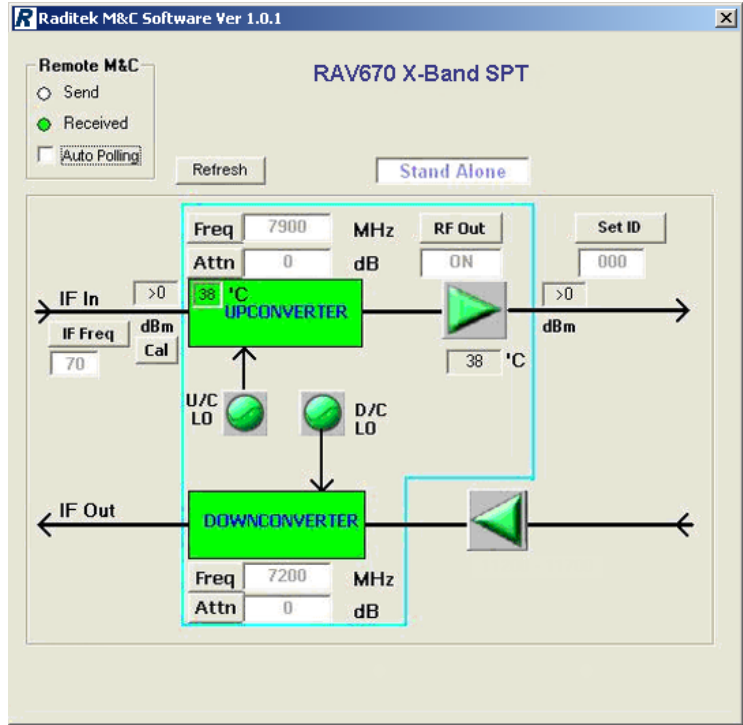 Raditek M&C Software Ver 1.0.1
Remote M&C
Send
Received
Auto Polling
RAV670 X-Band SPT
Refresh
Stand Alone
Freq 7900 MHz
RF Out
Set ID
Attn 0 dB
ON
000
IF In
>0
38 'C
>0
UPCONVERTER
dBm
dBm
IF Freq
Cal
70
38 'C
U/C
LO
D/C
LO
IF Out
DOWNCONVERTER
Freq 7200 MHz
Attn 0 dB